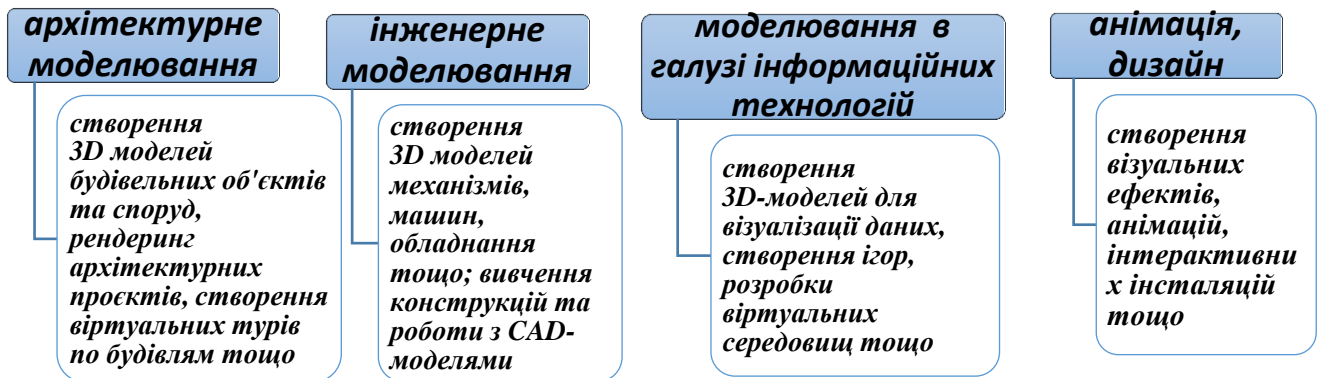 архітектурне
моделювання
створення
3D моделей
будівельних об'єктів
та споруд,
рендеринг
архітектурних
проєктів, створення
віртуальних турів
по будівлям тощо
інженерне
моделювання
створення
3D моделей
механізмів,
машин,
обладнання
тощо; вивчення
конструкцій та
роботи з CAD-
моделями
моделювання в
галузі інформаційних
технологій
створення
3D-моделей для
візуалізації даних,
створення ігор,
розробки
віртуальних
середовищ тощо
анімація,
дизайн
створення
візуальних
ефектів,
анімацій,
інтерактивни
х інсталяцій
тощо